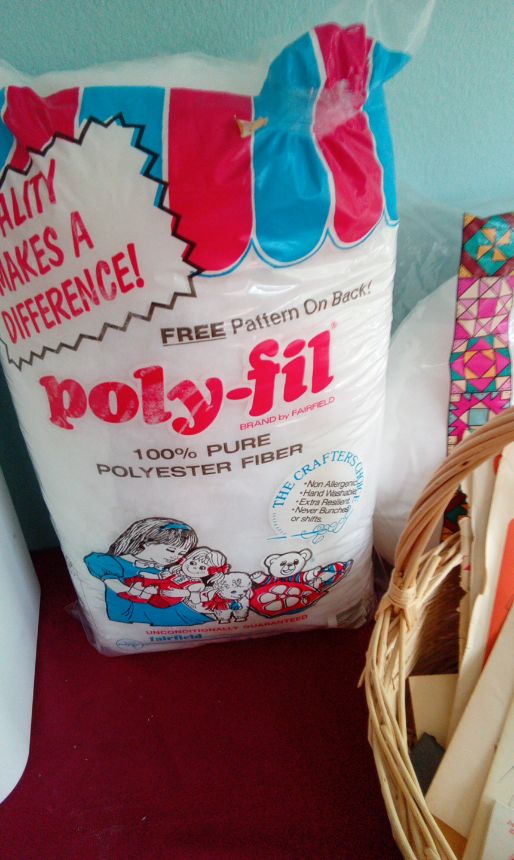 ALITY
MAKES A
DIFFERENCE!
FREE Pattern On Back!
poly-fil®
BRAND by FAIRFIELD
100% PURE
POLYESTER FIBER
THE CRAFTERS CHOICE
• Non Allergenic
• Hand Washable
• Extra Resilient
• Never Bunches
or shifts.
UNCONDITIONALLY GUARANTEED
fairfield